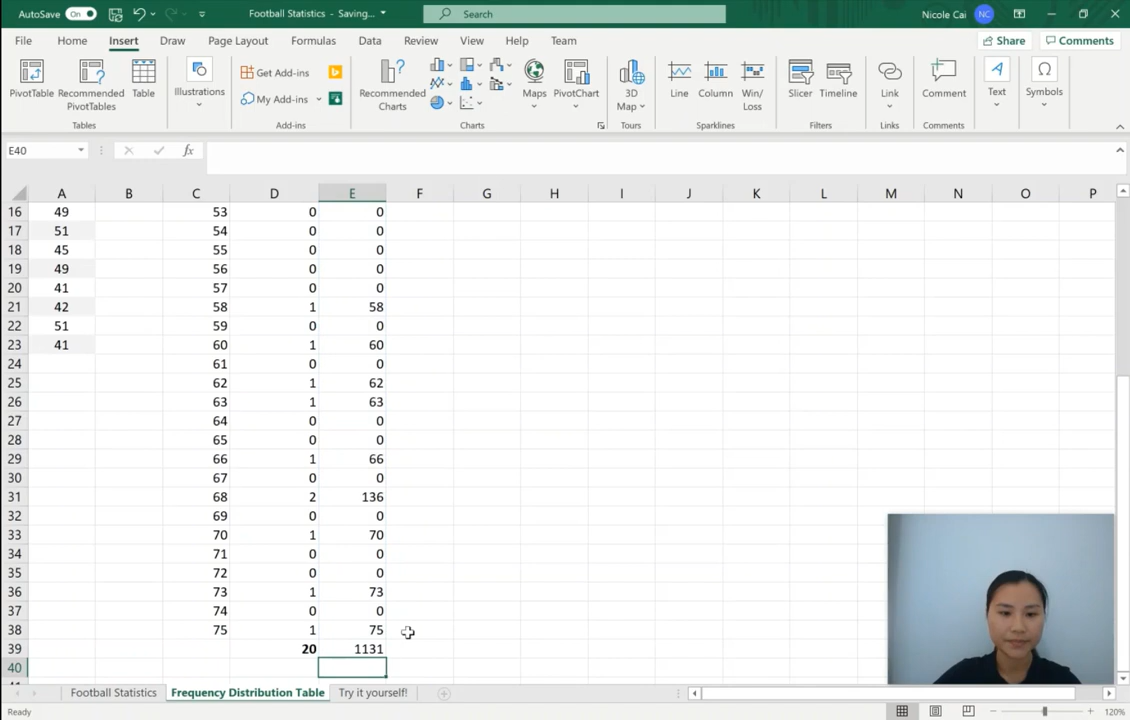 AutoSave On Football Statistics - Saving... Search Nicole Cai NC
File Home Insert Draw Page Layout Formulas Data Review View Help Team Share Comments
PivotTable Recommended PivotTables Table Illustrations Get Add-ins My Add-ins Recommended Charts Maps PivotChart 3D Map Line Column Win/Loss Slicer Timeline Link Comment Text Symbols
Tables Add-ins Charts Tours Sparklines Filters Links Comments
E40 fx
A B C D E F G H I J K L M N O P
16 49 53 0 0
17 51 54 0 0
18 45 55 0 0
19 49 56 0 0
20 41 57 0 0
21 42 58 1 58
22 51 59 0 0
23 41 60 1 60
24 61 0 0
25 62 1 62
26 63 1 63
27 64 0 0
28 65 0 0
29 66 1 66
30 67 0 0
31 68 2 136
32 69 0 0
33 70 1 70
34 71 0 0
35 72 0 0
36 73 1 73
37 74 0 0
38 75 1 75
39 20 1131
40
Football Statistics Frequency Distribution Table Try it yourself!
Ready 120%